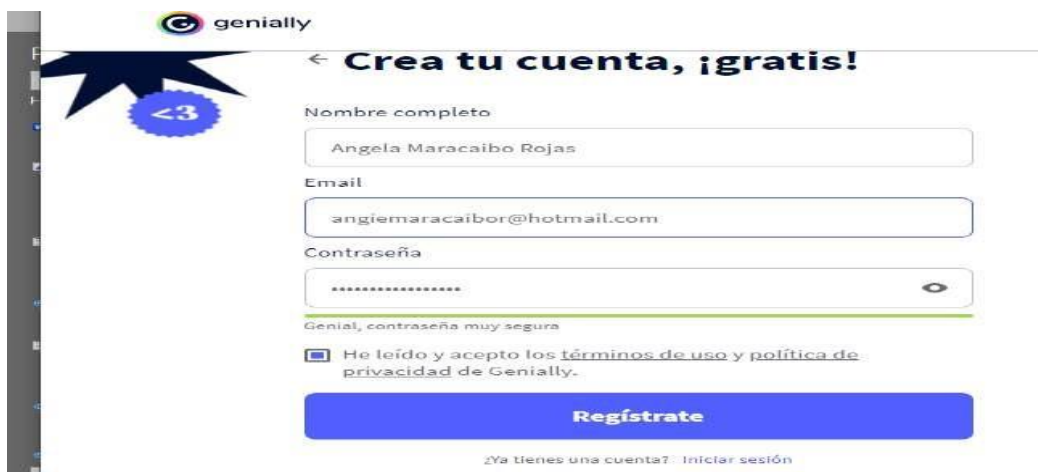 genially
← Crea tu cuenta, ¡gratis!
<3
Nombre completo
Angela Maracaibo Rojas
Email
angiemaracaibor@hotmail.com
Contraseña
•••••••••••••••••
Genial, contraseña muy segura
He leído y acepto los términos de uso y política de
privacidad de Genially.
Regístrate
¿Ya tienes una cuenta? Iniciar sesión